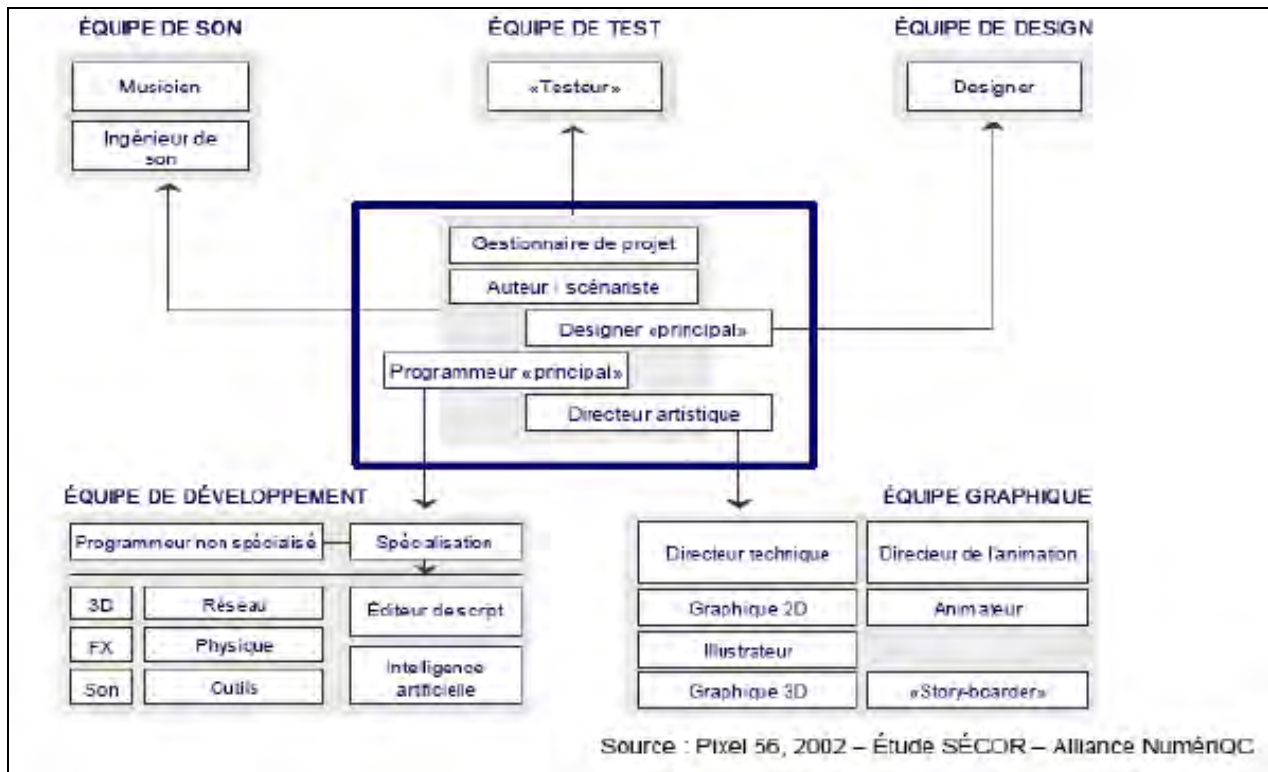 ÉQUIPE DE SON
Musicien
Ingénieur de
son
ÉQUIPE DE TEST
«Testeur»
ÉQUIPE DE DESIGN
Designer
Gestionnaire de projet
Auteur / scénariste
Designer «principal»
Programmeur «principal»
Directeur artistique
ÉQUIPE DE DÉVELOPPEMENT
Programmeur non spécialisé
Spécialisation
3D
Réseau
Éditeur de script
FX
Physique
Intelligence
artificielle
Son
Outils
ÉQUIPE GRAPHIQUE
Directeur technique
Directeur de l'animation
Graphique 2D
Animateur
Illustrateur
Graphique 3D
«Story-boarder»
Source : Pixel 56, 2002 – Étude SÉCOR – Alliance NumériQC